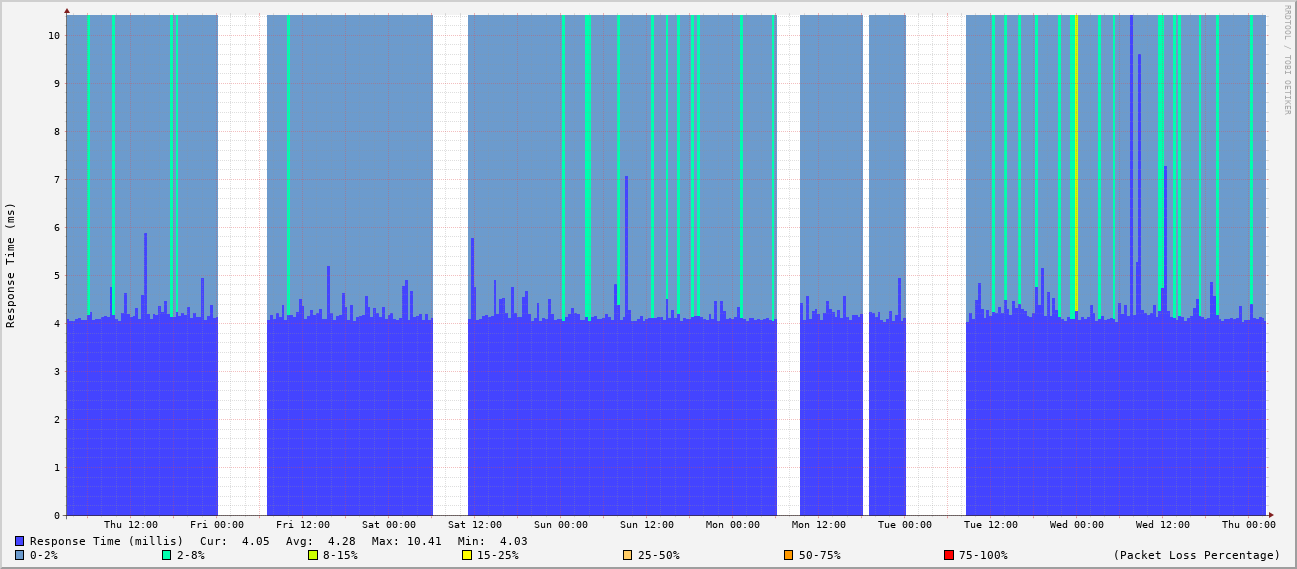 RRDTOOL / TOBI OETIKER
Response Time (ms)
10
9
8
7
6
5
4
3
2
1
0
Thu 12:00 Fri 00:00 Fri 12:00 Sat 00:00 Sat 12:00 Sun 00:00 Sun 12:00 Mon 00:00 Mon 12:00 Tue 00:00 Tue 12:00 Wed 00:00 Wed 12:00 Thu 00:00
Response Time (millis) Cur: 4.05 Avg: 4.28 Max: 10.41 Min: 4.03
0-2% 2-8% 8-15% 15-25% 25-50% 50-75% 75-100% (Packet Loss Percentage)